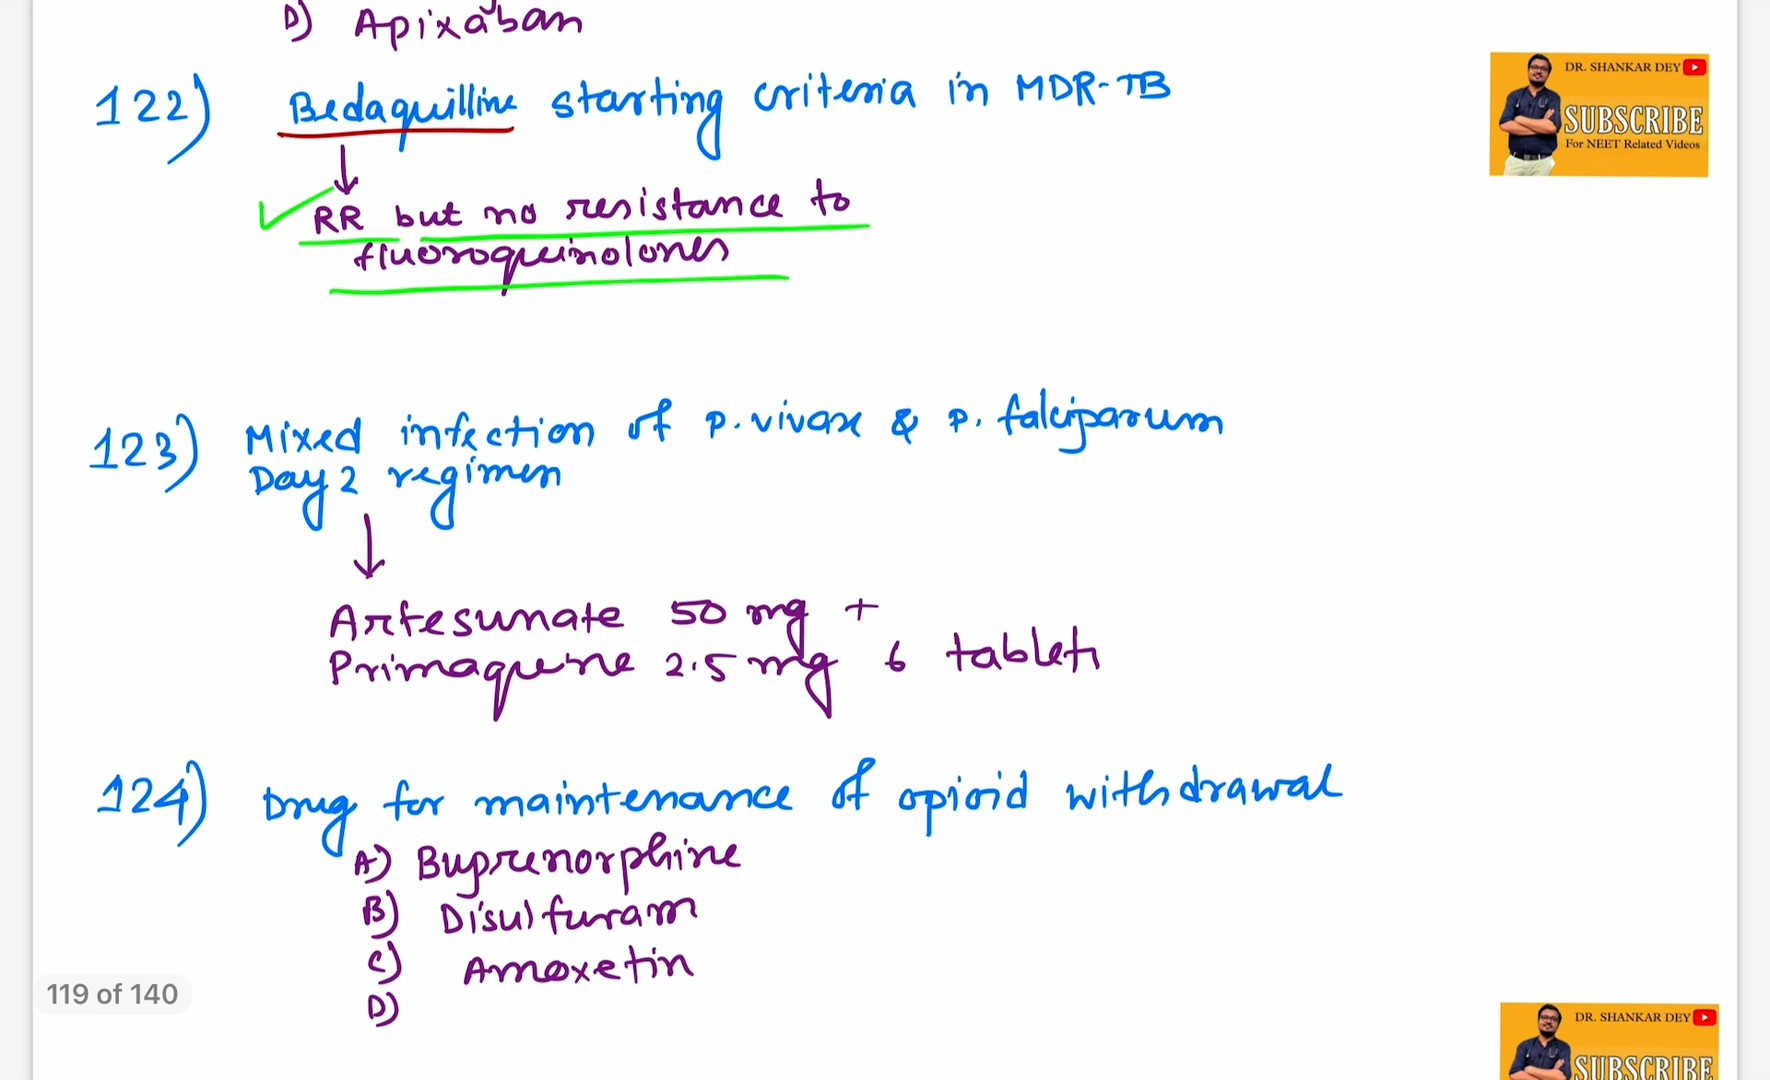 D) Apixaban
DR. SHANKAR DEY
SUBSCRIBE
For NEET Related Videos
122) Bedaquilline starting criteria in MDR-TB
RR but no resistance to
fluoroquinolones
123) Mixed infection of P. vivax & P. falciparum
Day 2 regimen
Artesunate 50 mg +
Primaquine 2.5 mg 6 tablets
124) Drug for maintenance of opioid withdrawal
A) Buprenorphine
B) Disulfuram
C) Amoxetin
D)
119 of 140
DR. SHANKAR DEY
SUBSCRIBE